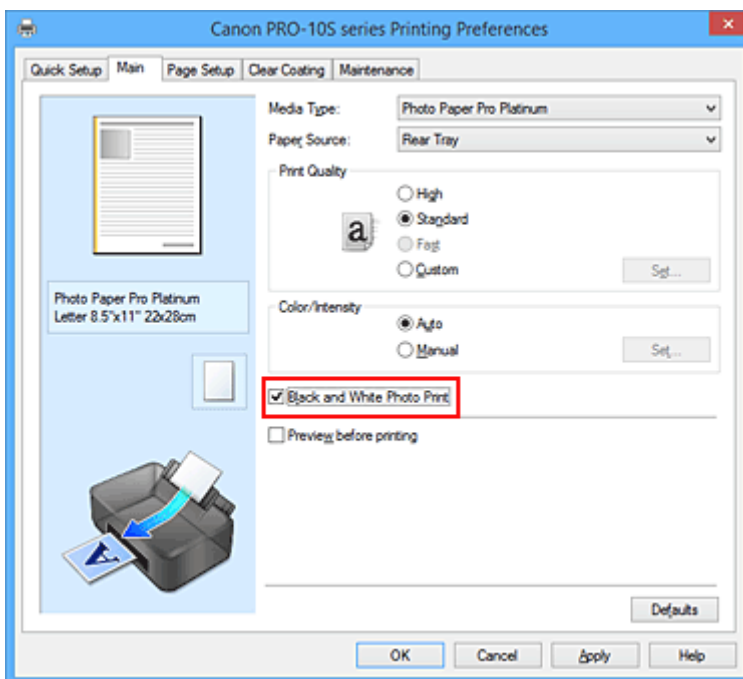 Canon PRO-10S series Printing Preferences
Quick Setup Main Page Setup Clear Coating Maintenance
Media Type: Photo Paper Pro Platinum
Paper Source: Rear Tray
Print Quality
High
a Standard
Fast
Custom Set...
Photo Paper Pro Platinum
Letter 8.5"x11" 22x28cm
Color/Intensity
Auto
Manual Set...
Black and White Photo Print
Preview before printing
A
Defaults
OK Cancel Apply Help